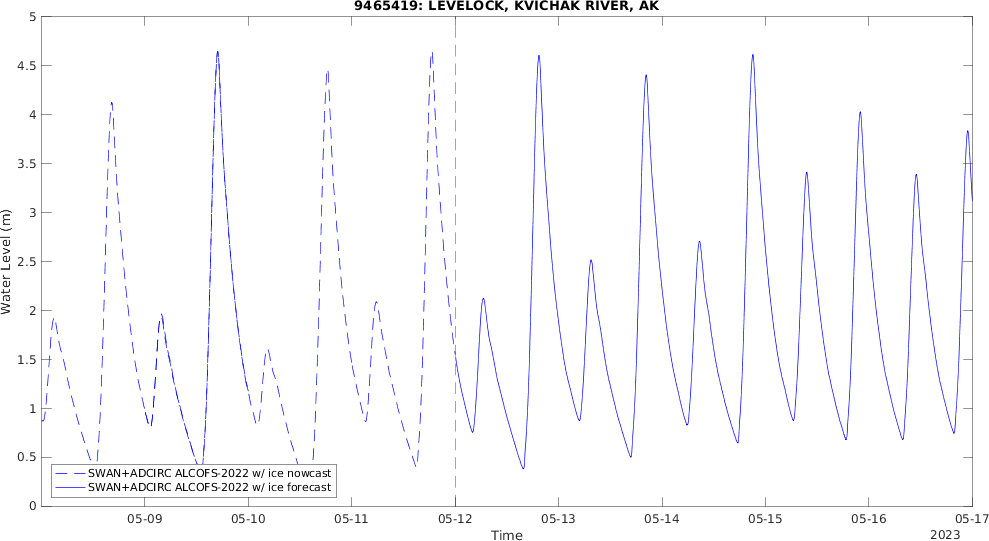 9465419: LEVELOCK, KVICHAK RIVER, AK
5
4.5
4
3.5
3
2.5
2
1.5
1
0.5
0
Water Level (m)
SWAN+ADCIRC ALCOFS-2022 w/ ice nowcast
SWAN+ADCIRC ALCOFS-2022 w/ ice forecast
05-09 05-10 05-11 05-12 05-13 05-14 05-15 05-16 05-17
Time
2023